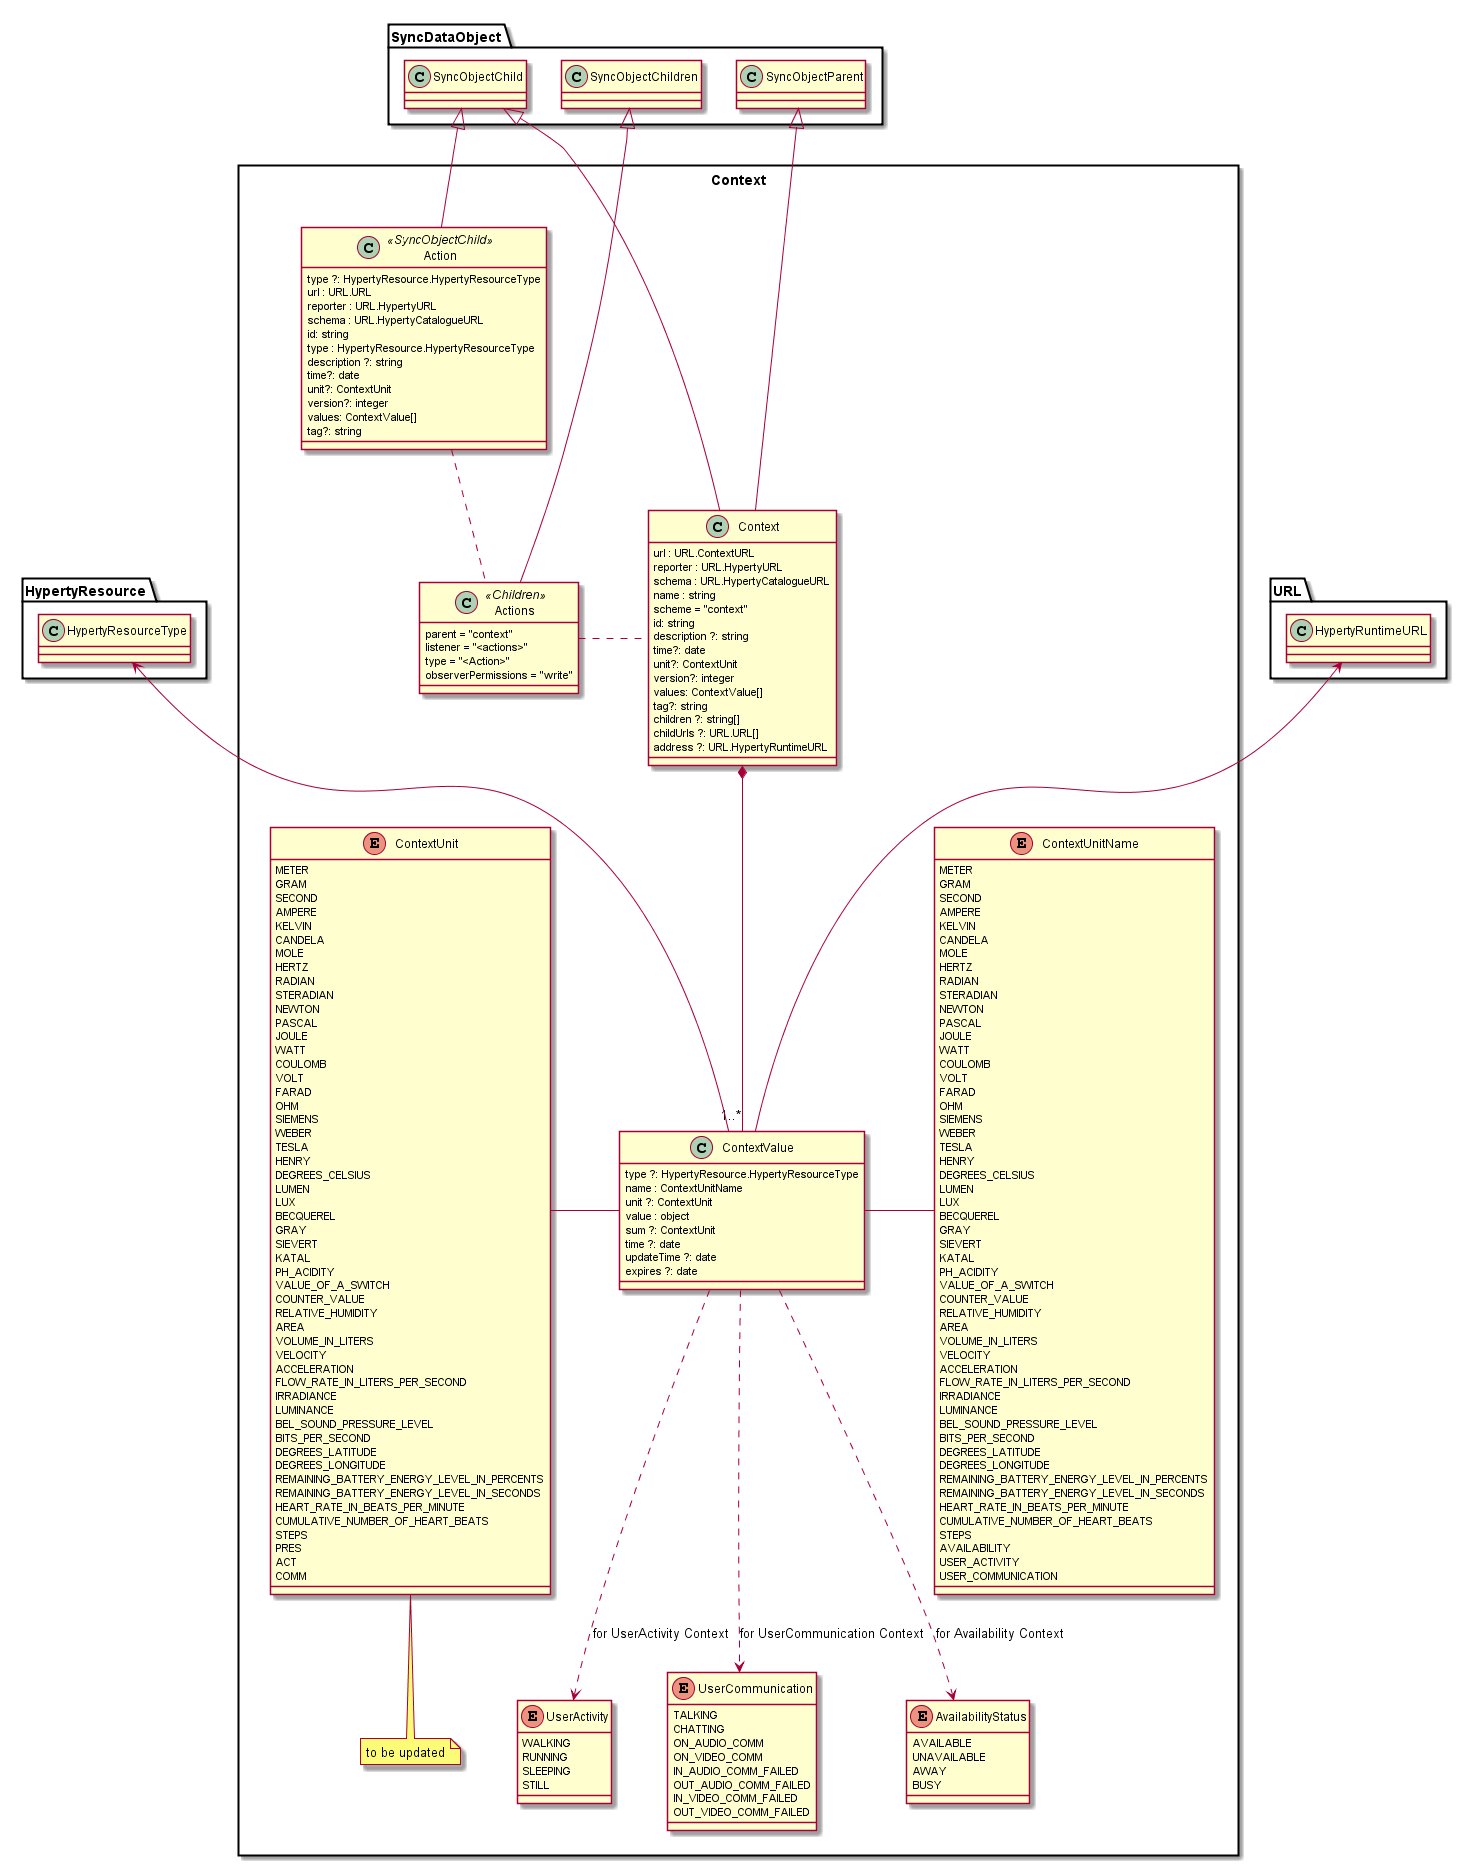 SyncDataObject
C SyncObjectChild
C SyncObjectChildren
C SyncObjectParent
Context
C «SyncObjectChild»
Action
type ?: HypertyResource.HypertyResourceType
url : URL.URL
reporter : URL.HypertyURL
schema : URL.HypertyCatalogueURL
id: string
type : HypertyResource.HypertyResourceType
description ?: string
time?: date
unit?: ContextUnit
version?: integer
values: ContextValue[]
tag?: string
C Context
url : URL.ContextURL
reporter : URL.HypertyURL
schema : URL.HypertyCatalogueURL
name : string
scheme = "context"
id: string
description ?: string
time?: date
unit?: ContextUnit
version?: integer
values: ContextValue[]
tag?: string
children ?: string[]
childUrls ?: URL.URL[]
address ?: URL.HypertyRuntimeURL
C «Children»
Actions
parent = "context"
listener = "<actions>"
type = "<Action>"
observerPermissions = "write"
HypertyResource
C HypertyResourceType
URL
C HypertyRuntimeURL
E ContextUnit
METER
GRAM
SECOND
AMPERE
KELVIN
CANDELA
MOLE
HERTZ
RADIAN
STERADIAN
NEWTON
PASCAL
JOULE
WATT
COULOMB
VOLT
FARAD
OHM
SIEMENS
WEBER
TESLA
HENRY
DEGREES_CELSIUS
LUMEN
LUX
BECQUEREL
GRAY
SIEVERT
KATAL
PH_ACIDITY
VALUE_OF_A_SWITCH
COUNTER_VALUE
RELATIVE_HUMIDITY
AREA
VOLUME_IN_LITERS
VELOCITY
ACCELERATION
FLOW_RATE_IN_LITERS_PER_SECOND
IRRADIANCE
LUMINANCE
BEL_SOUND_PRESSURE_LEVEL
BITS_PER_SECOND
DEGREES_LATITUDE
DEGREES_LONGITUDE
REMAINING_BATTERY_ENERGY_LEVEL_IN_PERCENTS
REMAINING_BATTERY_ENERGY_LEVEL_IN_SECONDS
HEART_RATE_IN_BEATS_PER_MINUTE
CUMULATIVE_NUMBER_OF_HEART_BEATS
STEPS
PRES
ACT
COMM
E ContextUnitName
METER
GRAM
SECOND
AMPERE
KELVIN
CANDELA
MOLE
HERTZ
RADIAN
STERADIAN
NEWTON
PASCAL
JOULE
WATT
COULOMB
VOLT
FARAD
OHM
SIEMENS
WEBER
TESLA
HENRY
DEGREES_CELSIUS
LUMEN
LUX
BECQUEREL
GRAY
SIEVERT
KATAL
PH_ACIDITY
VALUE_OF_A_SWITCH
COUNTER_VALUE
RELATIVE_HUMIDITY
AREA
VOLUME_IN_LITERS
VELOCITY
ACCELERATION
FLOW_RATE_IN_LITERS_PER_SECOND
IRRADIANCE
LUMINANCE
BEL_SOUND_PRESSURE_LEVEL
BITS_PER_SECOND
DEGREES_LATITUDE
DEGREES_LONGITUDE
REMAINING_BATTERY_ENERGY_LEVEL_IN_PERCENTS
REMAINING_BATTERY_ENERGY_LEVEL_IN_SECONDS
HEART_RATE_IN_BEATS_PER_MINUTE
CUMULATIVE_NUMBER_OF_HEART_BEATS
STEPS
AVAILABILITY
USER_ACTIVITY
USER_COMMUNICATION
1..*
C ContextValue
type ?: HypertyResource.HypertyResourceType
name : ContextUnitName
unit ?: ContextUnit
value : object
sum ?: ContextUnit
time ?: date
updateTime ?: date
expires ?: date
for UserActivity Context
for UserCommunication Context
for Availability Context
to be updated
E UserActivity
WALKING
RUNNING
SLEEPING
STILL
E UserCommunication
TALKING
CHATTING
ON_AUDIO_COMM
ON_VIDEO_COMM
IN_AUDIO_COMM_FAILED
OUT_AUDIO_COMM_FAILED
IN_VIDEO_COMM_FAILED
OUT_VIDEO_COMM_FAILED
E AvailabilityStatus
AVAILABLE
UNAVAILABLE
AWAY
BUSY